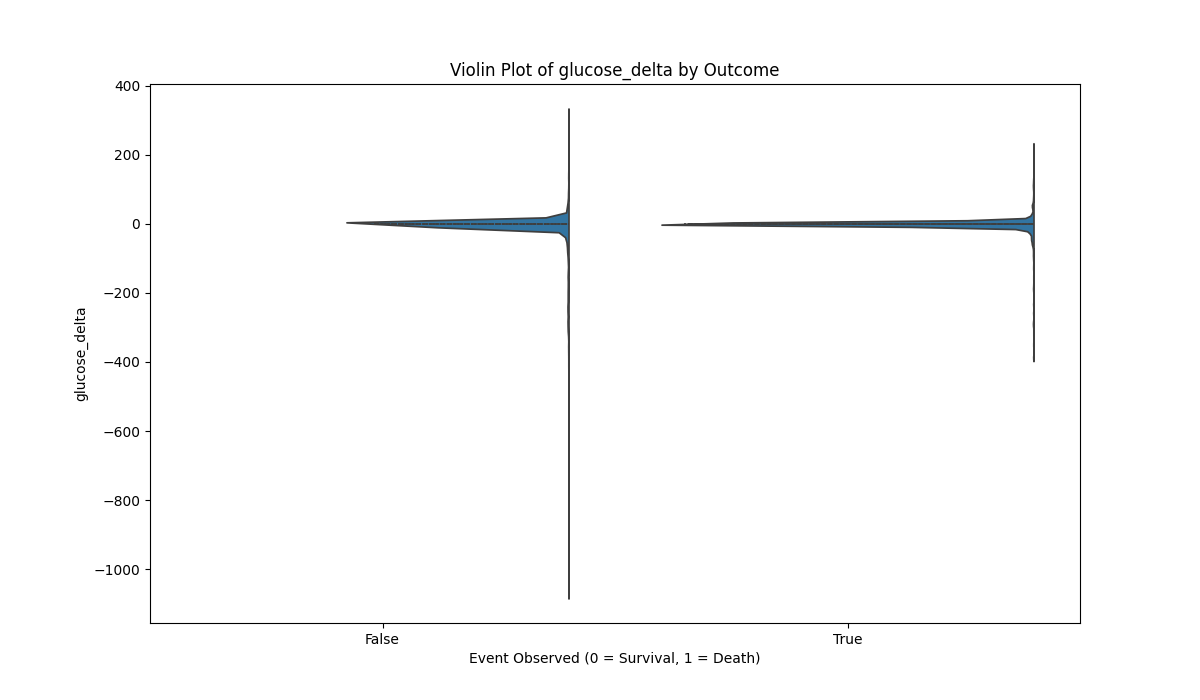 Violin Plot of glucose_delta by Outcome
400
200
0
−200
−400
−600
−800
−1000
glucose_delta
False
True
Event Observed (0 = Survival, 1 = Death)